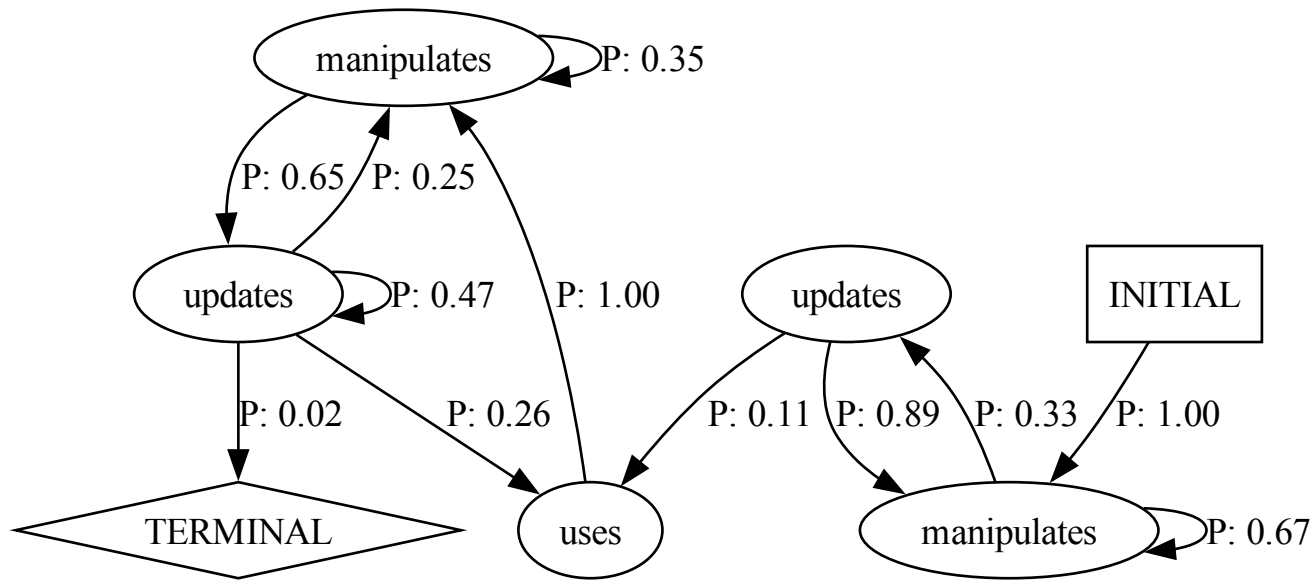 manipulates
P: 0.35
P: 0.65
P: 0.25
updates
P: 0.47
P: 1.00
updates
INITIAL
P: 0.02
P: 0.26
P: 0.11
P: 0.89
P: 0.33
P: 1.00
TERMINAL
uses
manipulates
P: 0.67